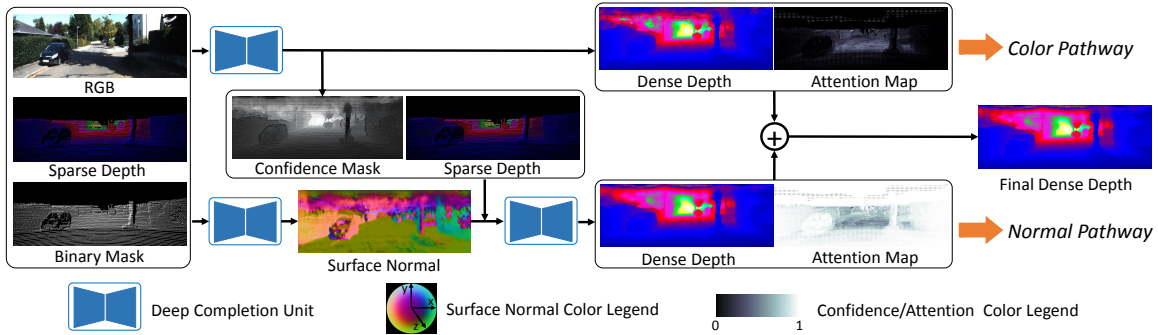 RGB
Sparse Depth
Binary Mask
Confidence Mask
Sparse Depth
Surface Normal
Dense Depth
Attention Map
Color Pathway
+
Final Dense Depth
Dense Depth
Attention Map
Normal Pathway
Deep Completion Unit
y
x
z
Surface Normal Color Legend
0
1
Confidence/Attention Color Legend